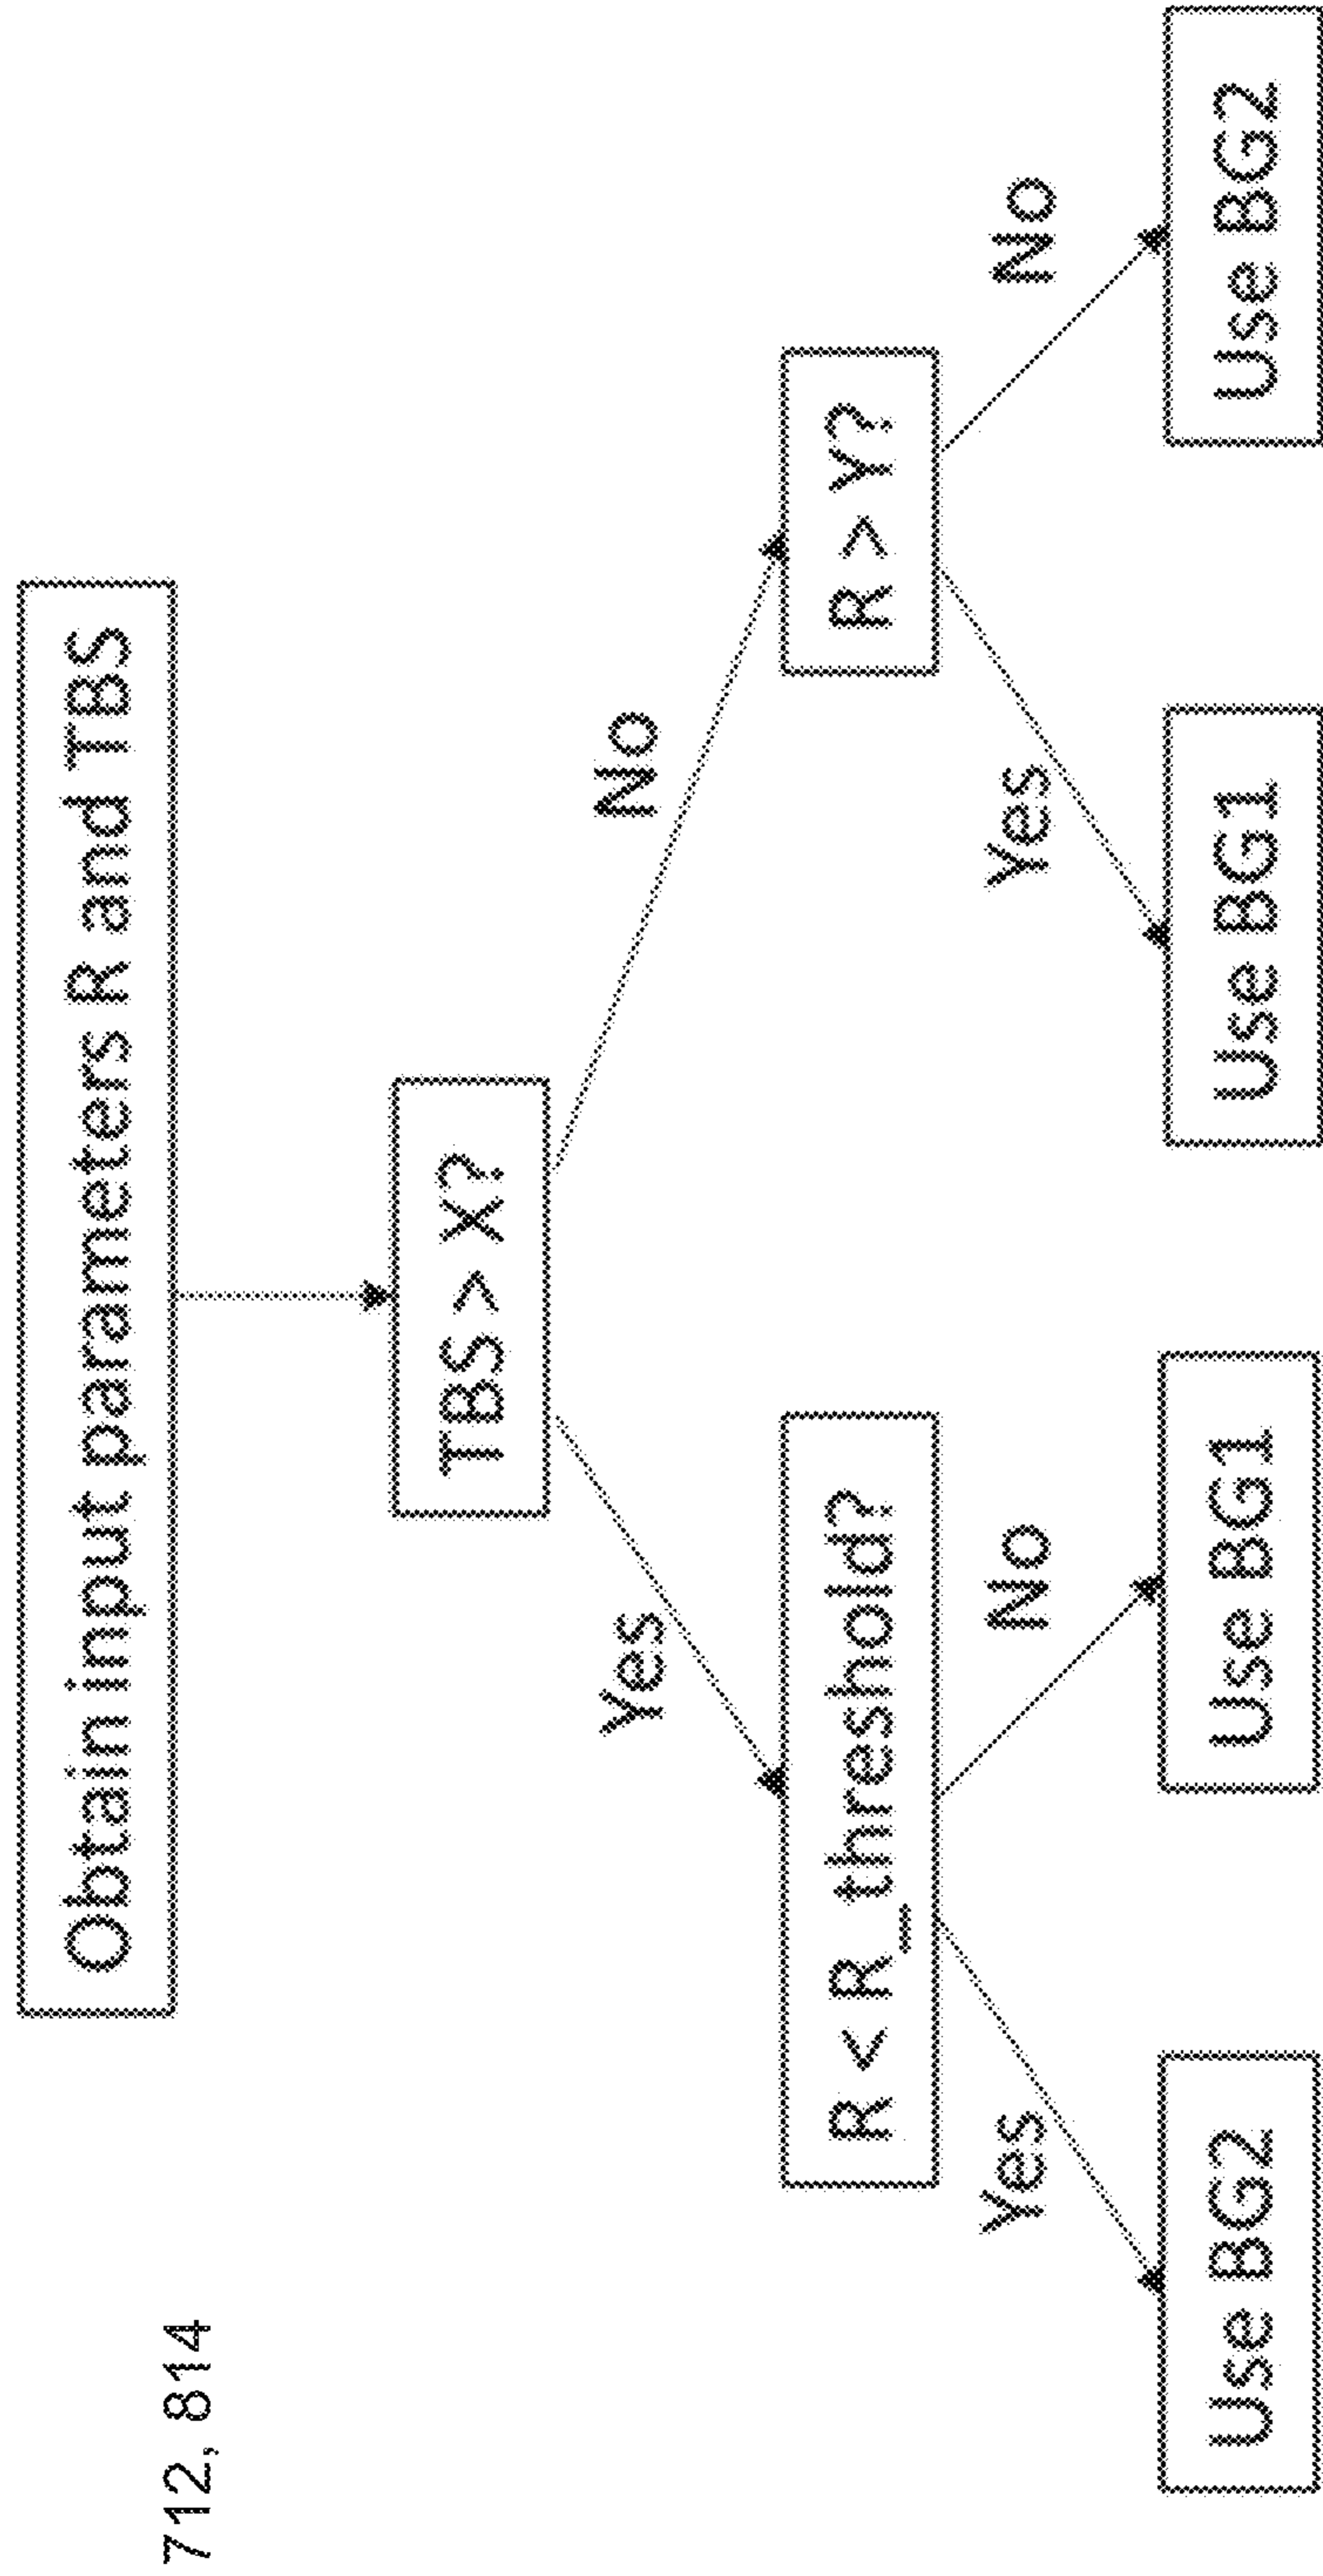 712, 814
Obtain input parameters R and TBS
TBS > X?
Yes
No
R < R_threshold?
R > Y?
Yes
No
Yes
No
Use BG2
Use BG1
Use BG1
Use BG2